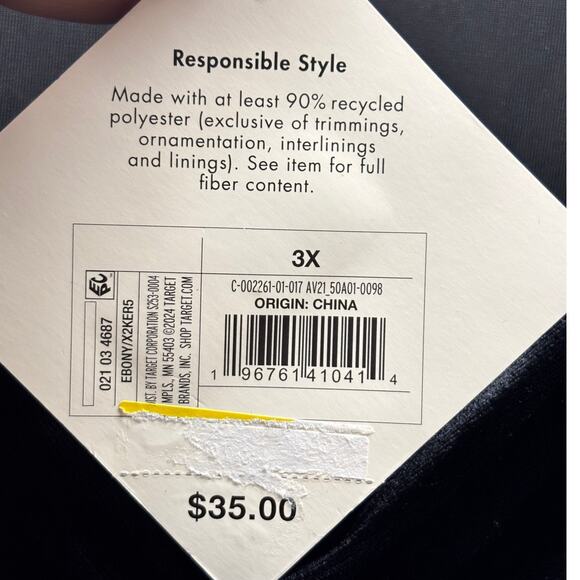 Responsible Style
Made with at least 90% recycled
polyester (exclusive of trimmings,
ornamentation, interlinings
and linings). See item for full
fiber content.
3X
C-002261-01-017 AV21_50A01-0098
ORIGIN: CHINA
1 96761 41041 4
021 03 4687
EBONY/X2KER5
IST. BY TARGET CORPORATION S253-0004
MPLS, MN 55403 ©2024 TARGET
BRANDS, INC. SHOP TARGET.COM
$35.00